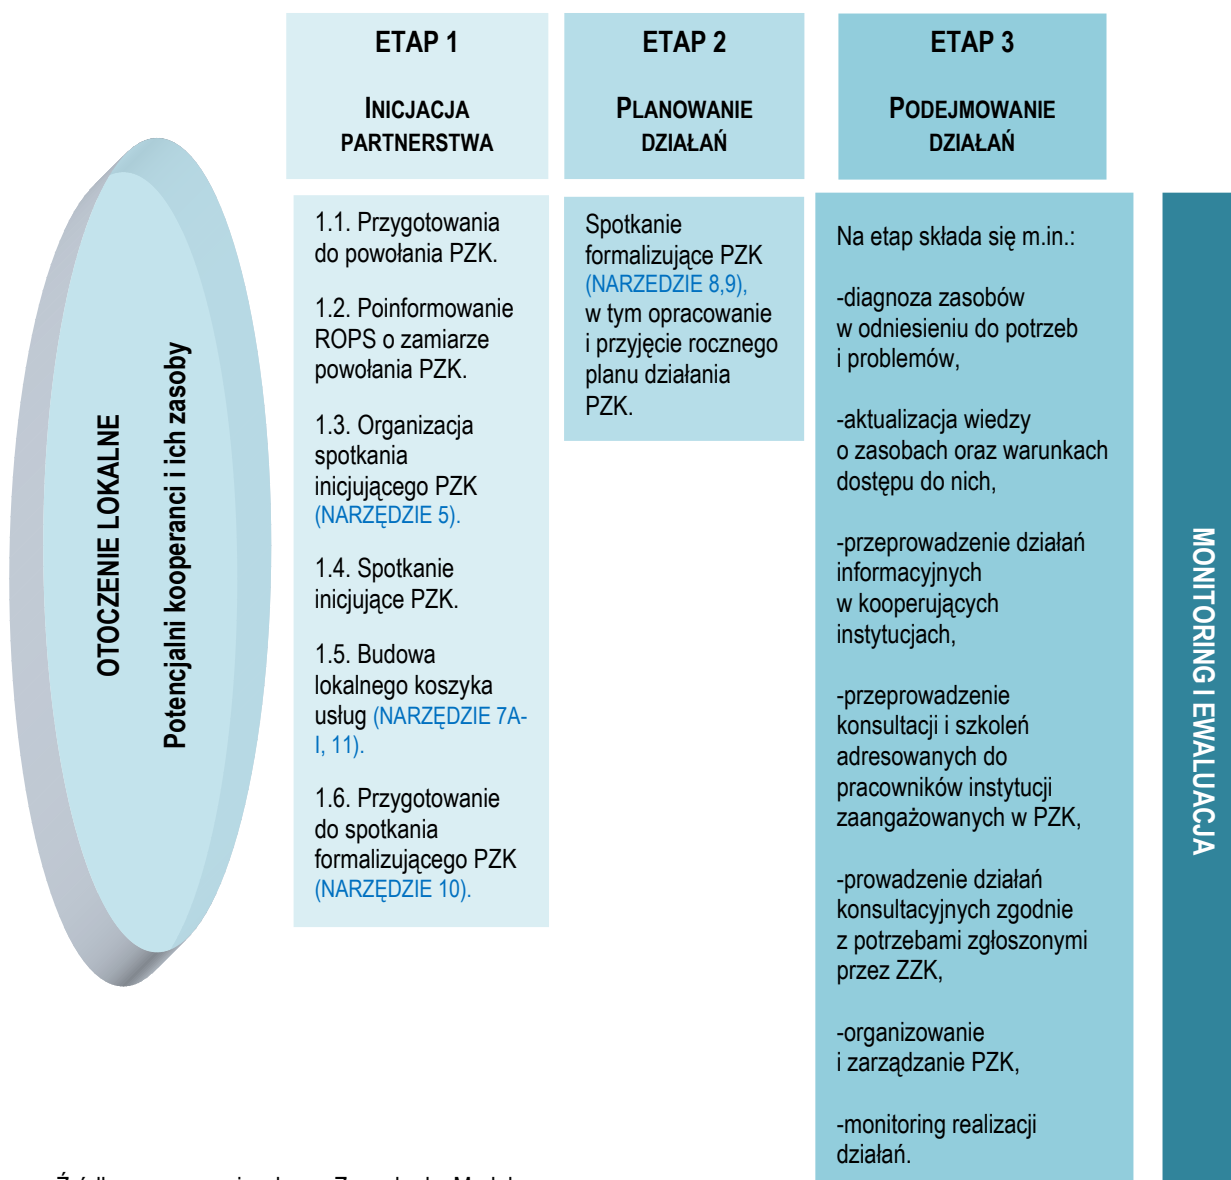 ETAP 1
INICJACJA
PARTNERSTWA
ETAP 2
PLANOWANIE
DZIAŁAŃ
ETAP 3
PODEJMOWANIE
DZIAŁAŃ
OTOCZENIE LOKALNE
Potencjalni kooperanci i ich zasoby
1.1. Przygotowania
do powołania PZK.
1.2. Poinformowanie
ROPS o zamiarze
powołania PZK.
1.3. Organizacja
spotkania
inicjującego PZK
(NARZĘDZIE 5).
1.4. Spotkanie
inicjujące PZK.
1.5. Budowa
lokalnego koszyka
usług (NARZĘDZIE 7A-
I, 11).
1.6. Przygotowanie
do spotkania
formalizującego PZK
(NARZĘDZIE 10).
Spotkanie
formalizujące PZK
(NARZEDZIE 8,9),
w tym opracowanie
i przyjęcie rocznego
planu działania
PZK.
Na etap składa się m.in.:
-diagnoza zasobów
w odniesieniu do potrzeb
i problemów,
-aktualizacja wiedzy
o zasobach oraz warunkach
dostępu do nich,
-przeprowadzenie działań
informacyjnych
w kooperujących
instytucjach,
-przeprowadzenie
konsultacji i szkoleń
adresowanych do
pracowników instytucji
zaangażowanych w PZK,
-prowadzenie działań
konsultacyjnych zgodnie
z potrzebami zgłoszonymi
przez ZZK,
-organizowanie
i zarządzanie PZK,
-monitoring realizacji
działań.
MONITORING I EWALUACJA